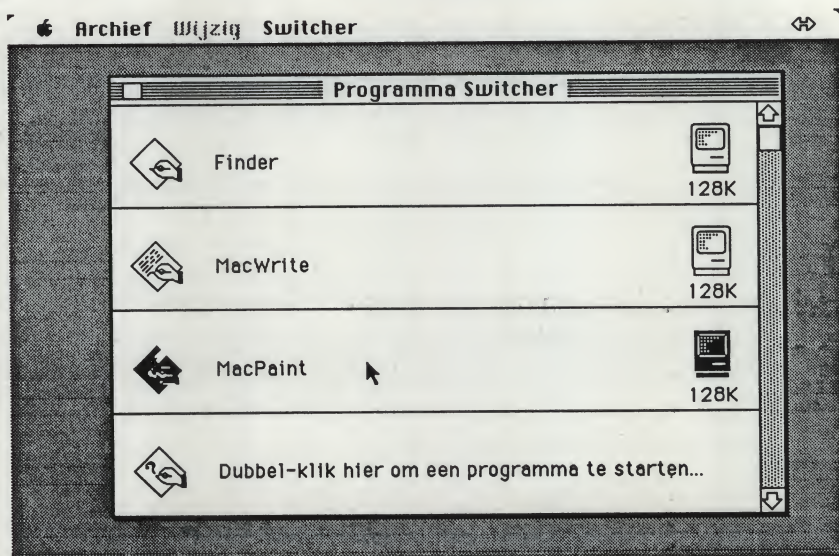 Archief Wijzig Switcher
Programma Switcher
Finder
128K
MacWrite
128K
MacPaint
128K
Dubbel-klik hier om een programma te starten...